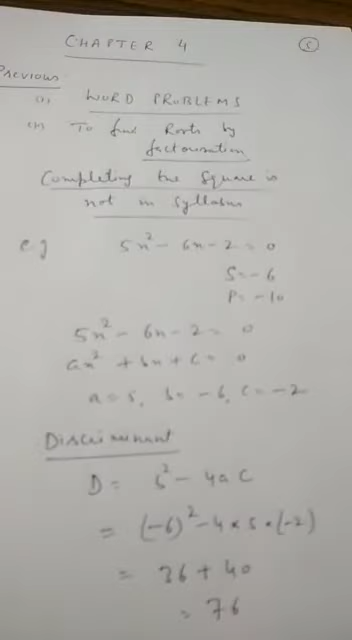 CHAPTER 4
5
Previous
(i) WORD PROBLEMS
(ii) To find Roots by
factorisation
Completing the Square is
not in Syllabus
e.g 5x² - 6x - 2 = 0
S = -6
P = -10
5x² - 6x - 2 = 0
ax² + bx + c = 0
a = 5, b = -6, c = -2
Discriminant
D = b² - 4ac
= (-6)² - 4 × 5 × (-2)
= 36 + 40
= 76